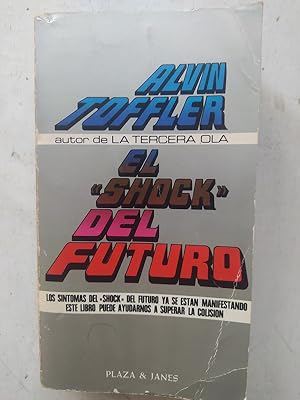 ALVIN
TOFFLER
autor de LA TERCERA OLA
EL
«SHOCK»
DEL
FUTURO
LOS SINTOMAS DEL «SHOCK» DEL FUTURO YA SE ESTAN MANIFESTANDO
ESTE LIBRO PUEDE AYUDARNOS A SUPERAR LA COLISION
PLAZA & JANES